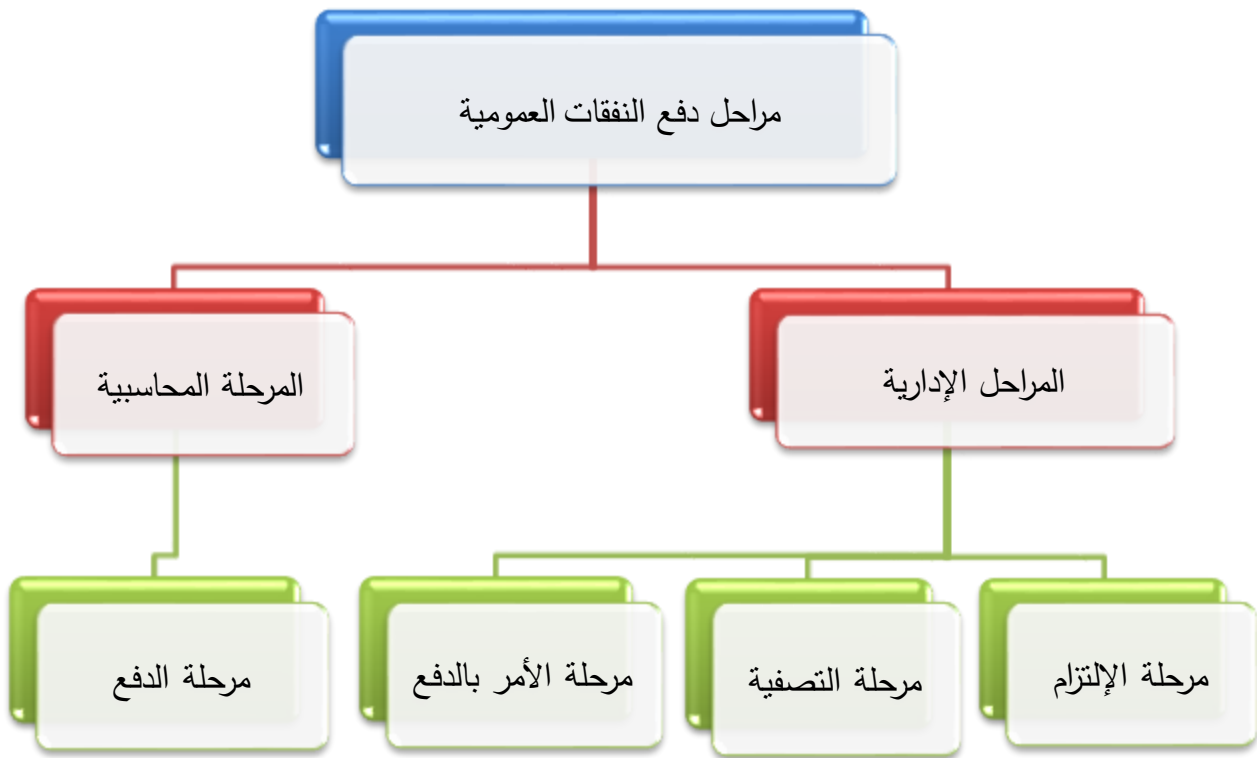 مراحل دفع النفقات العمومية
المراحل الإدارية
المرحلة المحاسبية
مرحلة الإلتزام
مرحلة التصفية
مرحلة الأمر بالدفع
مرحلة الدفع